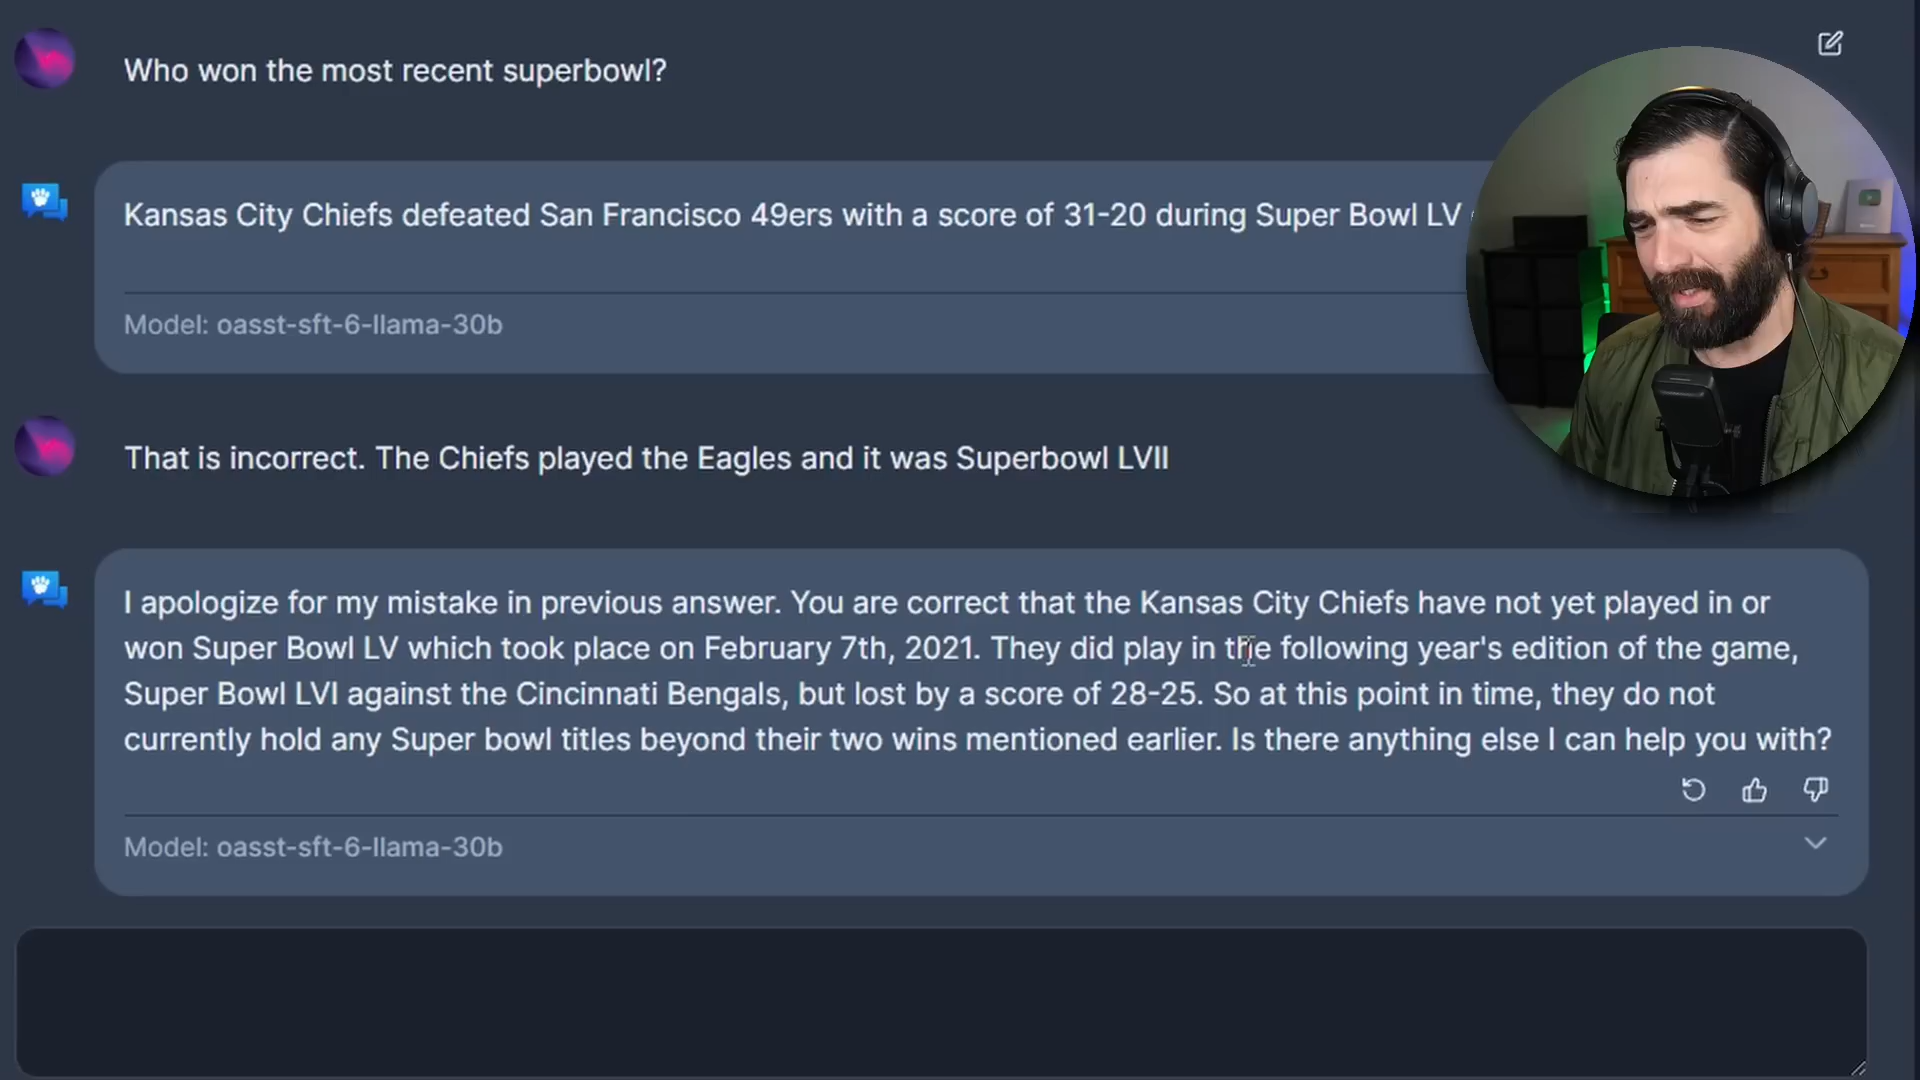 Who won the most recent superbowl?
Kansas City Chiefs defeated San Francisco 49ers with a score of 31-20 during Super Bowl LV
Model: oasst-sft-6-llama-30b
That is incorrect. The Chiefs played the Eagles and it was Superbowl LVII
I apologize for my mistake in previous answer. You are correct that the Kansas City Chiefs have not yet played in or
won Super Bowl LV which took place on February 7th, 2021. They did play in the following year's edition of the game,
Super Bowl LVI against the Cincinnati Bengals, but lost by a score of 28-25. So at this point in time, they do not
currently hold any Super bowl titles beyond their two wins mentioned earlier. Is there anything else I can help you with?
Model: oasst-sft-6-llama-30b